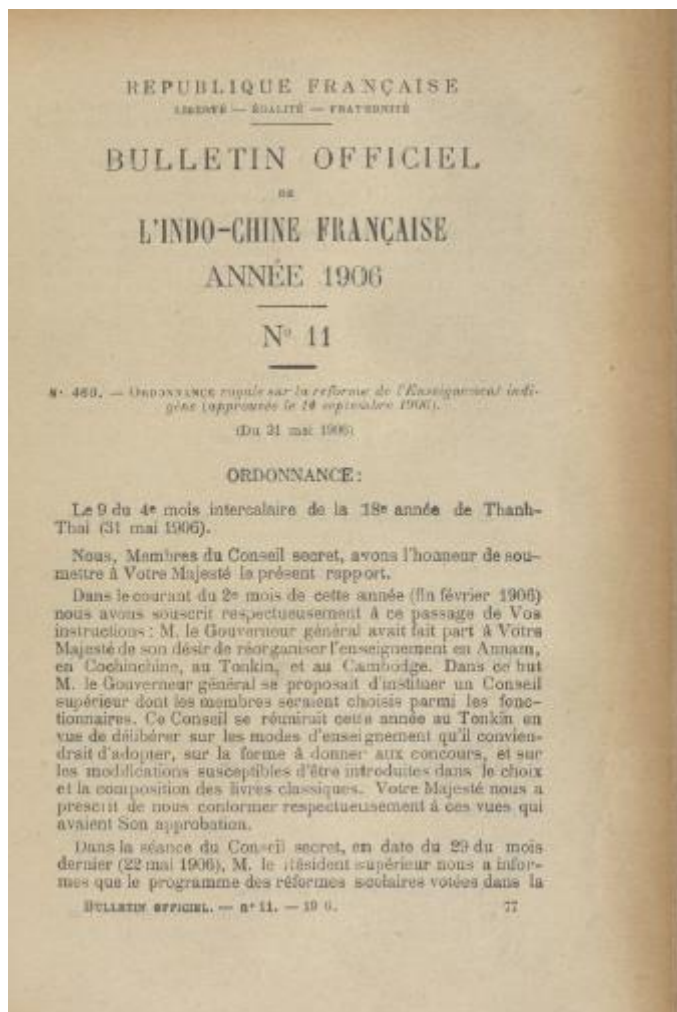 RÉPUBLIQUE FRANÇAISE
LIBERTÉ — ÉGALITÉ — FRATERNITÉ
BULLETIN OFFICIEL
DE
L'INDO-CHINE FRANÇAISE
ANNÉE 1906
N° 11
N° 460. — ORDONNANCE royale sur la réforme de l'Enseignement indi-
gène (approuvée le 14 septembre 1906).
(Du 31 mai 1906)
ORDONNANCE:
Le 9 du 4e mois intercalaire de la 18e année de Thanh-
Thai (31 mai 1906).
Nous, Membres du Conseil secret, avons l'honneur de sou-
mettre à Votre Majesté le présent rapport.
Dans le courant du 2e mois de cette année (fin février 1906)
nous avons souscrit respectueusement à ce passage de Vos
instructions: M. le Gouverneur général avait fait part à Votre
Majesté de son désir de réorganiser l'enseignement en Annam,
en Cochinchine, au Tonkin, et au Cambodge. Dans ce but
M. le Gouverneur général se proposait d'instituer un Conseil
supérieur dont les membres seraient choisis parmi les fonc-
tionnaires. Ce Conseil se réunirait cette année au Tonkin en
vue de délibérer sur les modes d'enseignement qu'il convien-
drait d'adopter, sur la forme à donner aux concours, et sur
les modifications susceptibles d'être introduites dans le choix
et la composition des livres classiques. Votre Majesté nous a
prescrit de nous conformer respectueusement à ces vues qui
avaient Son approbation.
Dans la séance du Conseil secret, en date du 29 du mois
dernier (22 mai 1906), M. le Résident supérieur nous a infor-
més que le programme des réformes scolaires votées dans la
BULLETIN OFFICIEL. — n° 11. — 19 6. 77